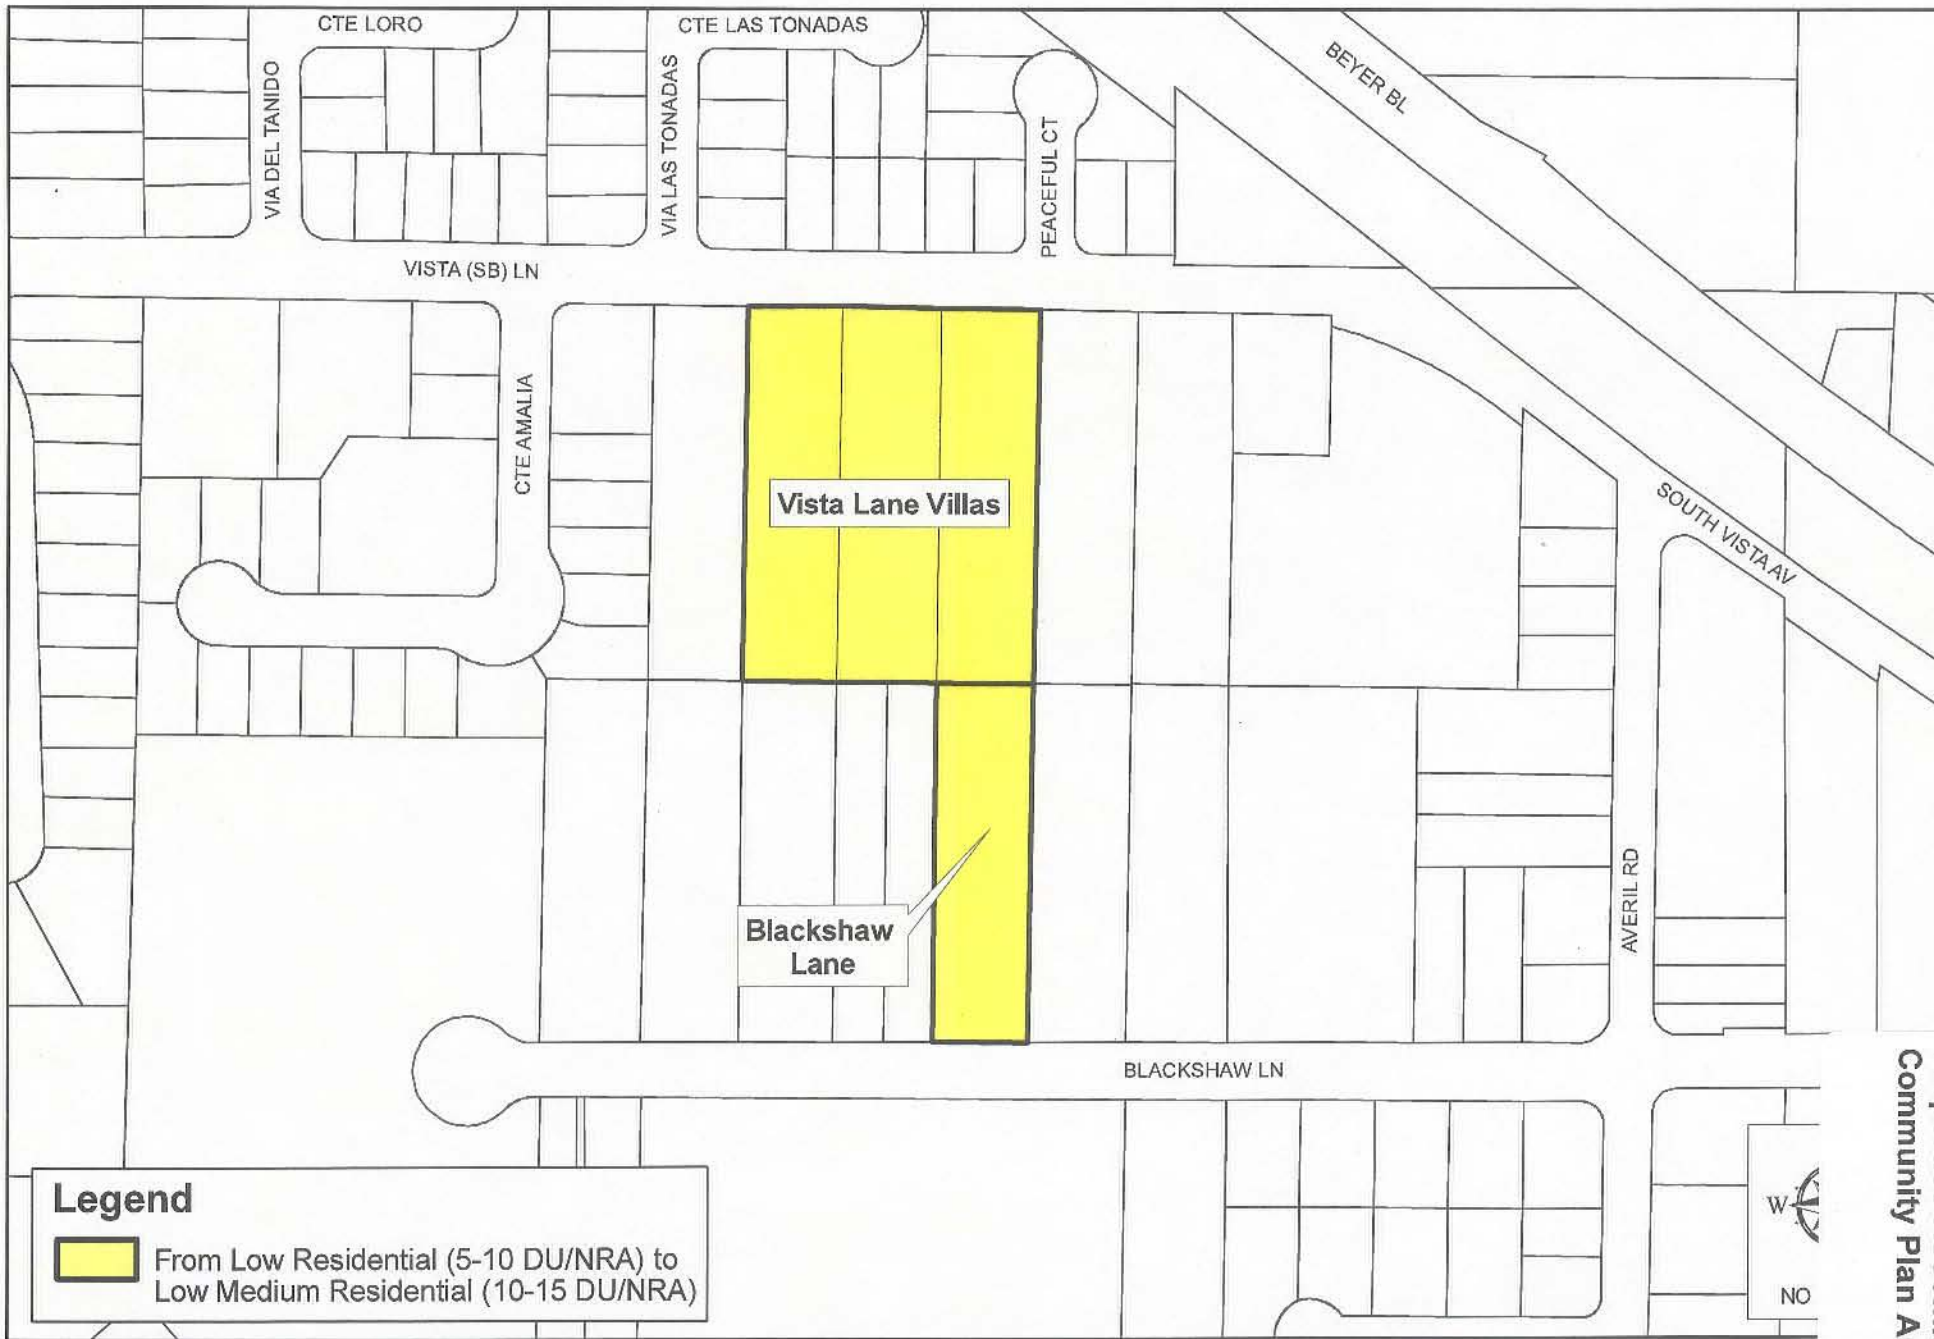 CTE LORO
CTE LAS TONADAS
BEYER BL
VIA DEL TANIDO
VIA LAS TONADAS
PEACEFUL CT
VISTA (SB) LN
CTE AMALIA
Vista Lane Villas
SOUTH VISTA AV
Blackshaw
Lane
AVERIL RD
BLACKSHAW LN
Community Plan A
W
NO
Legend
From Low Residential (5-10 DU/NRA) to
Low Medium Residential (10-15 DU/NRA)